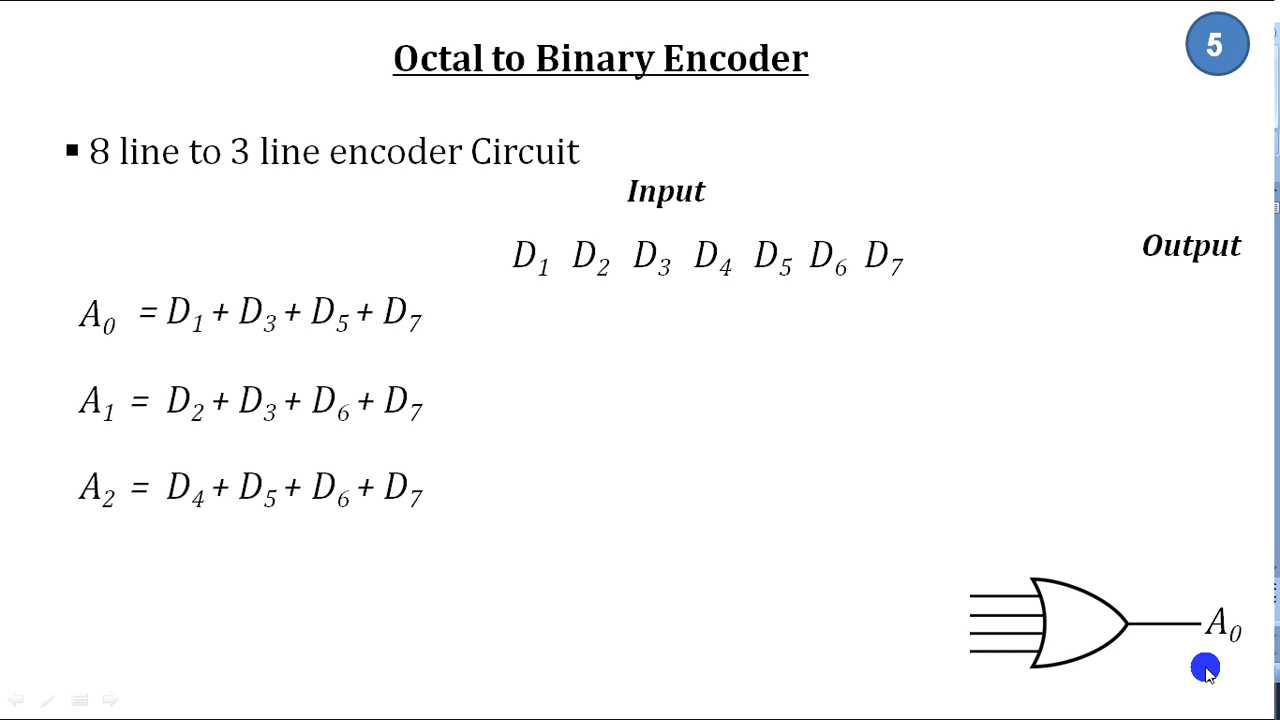 Octal to Binary Encoder
5
▪ 8 line to 3 line encoder Circuit
Input
Output
D₁ D₂ D₃ D₄ D₅ D₆ D₇
A₀ = D₁ + D₃ + D₅ + D₇
A₁ = D₂ + D₃ + D₆ + D₇
A₂ = D₄ + D₅ + D₆ + D₇
A₀